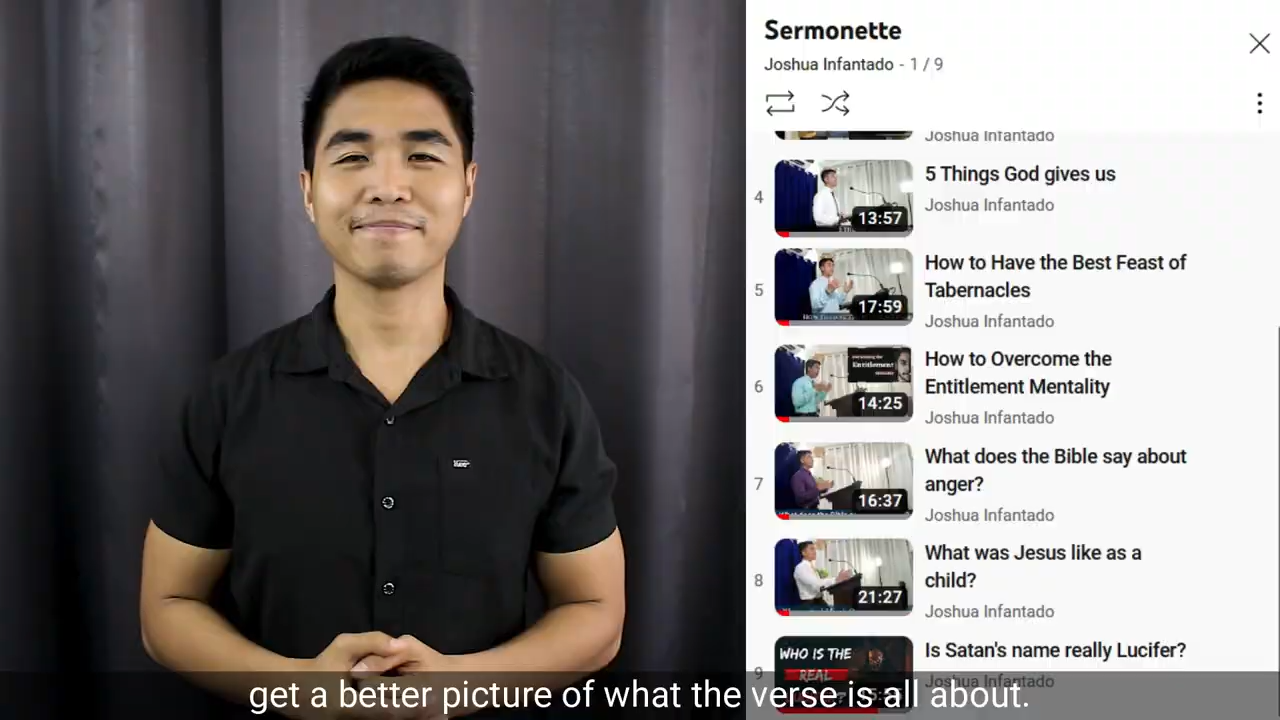 Sermonette
Joshua Infantado - 1 / 9
Joshua Infantado
4
13:57
5 Things God gives us
Joshua Infantado
5
17:59
How to Have the Best Feast of
Tabernacles
Joshua Infantado
6
Entitlement
14:25
How to Overcome the
Entitlement Mentality
Joshua Infantado
7
16:37
What does the Bible say about
anger?
Joshua Infantado
8
21:27
What was Jesus like as a
child?
Joshua Infantado
9
WHO IS THE
REAL
Is Satan's name really Lucifer?
Joshua Infantado
get a better picture of what the verse is all about.